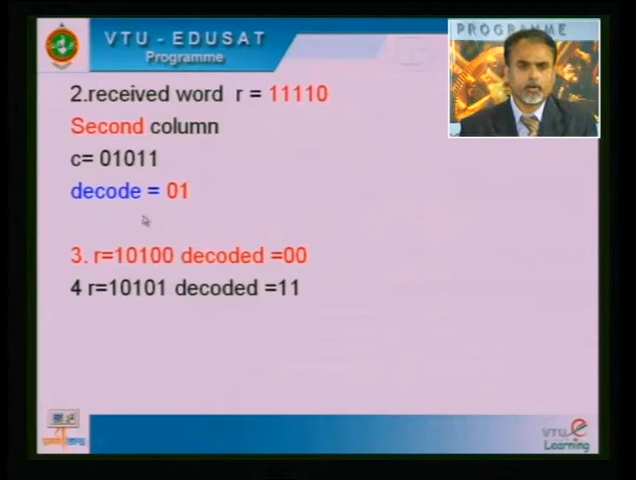 VTU - EDUSAT
Programme
PROGRAMME
2.received word r = 11110
Second column
c= 01011
decode = 01
3. r=10100 decoded =00
4 r=10101 decoded =11
VTU e
Learning